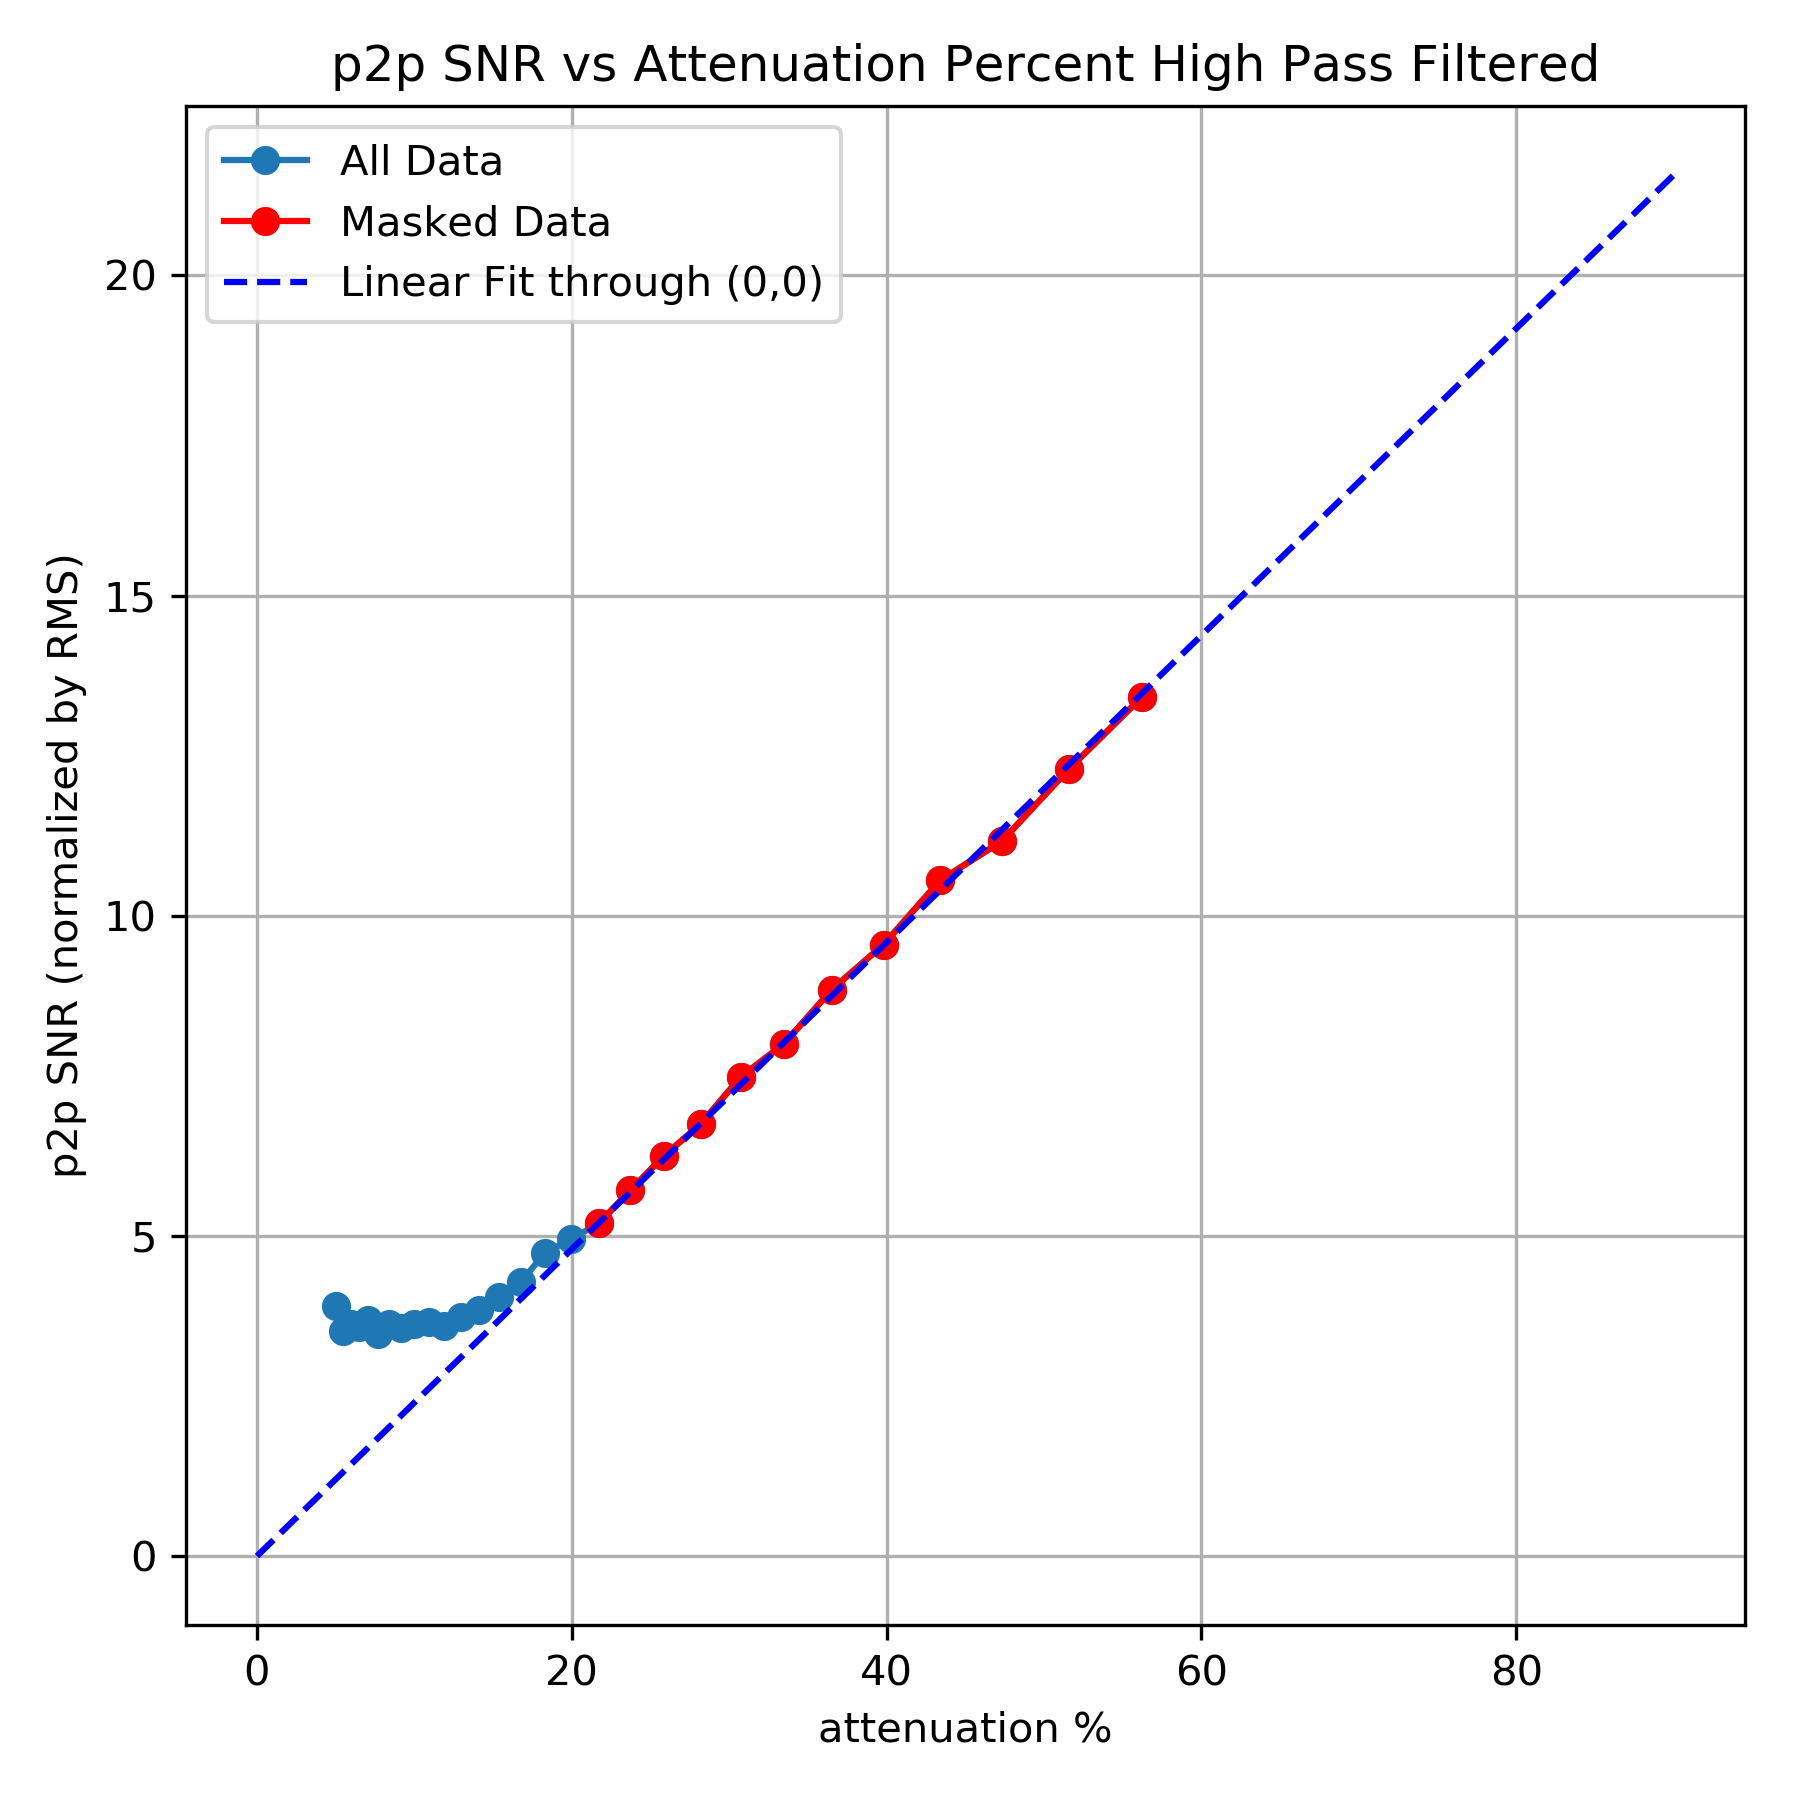 p2p SNR vs Attenuation Percent High Pass Filtered
All Data
Masked Data
Linear Fit through (0,0)
20
15
10
5
0
p2p SNR (normalized by RMS)
0 20 40 60 80
attenuation %